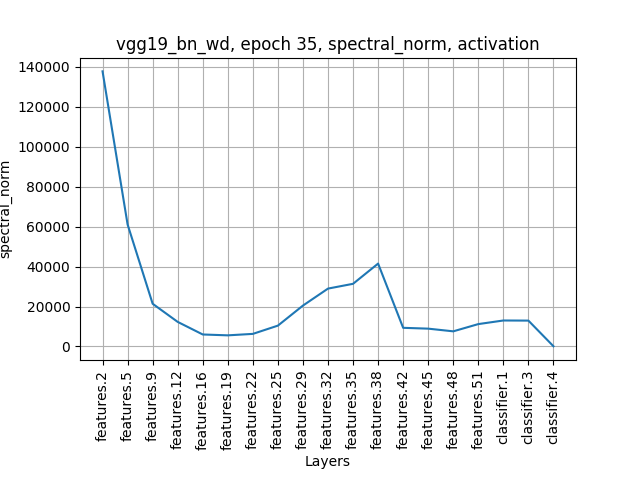 vgg19_bn_wd, epoch 35, spectral_norm, activation
140000
120000
100000
80000
60000
40000
20000
0
spectral_norm
features.2
features.5
features.9
features.12
features.16
features.19
features.22
features.25
features.29
features.32
features.35
features.38
features.42
features.45
features.48
features.51
classifier.1
classifier.3
classifier.4
Layers